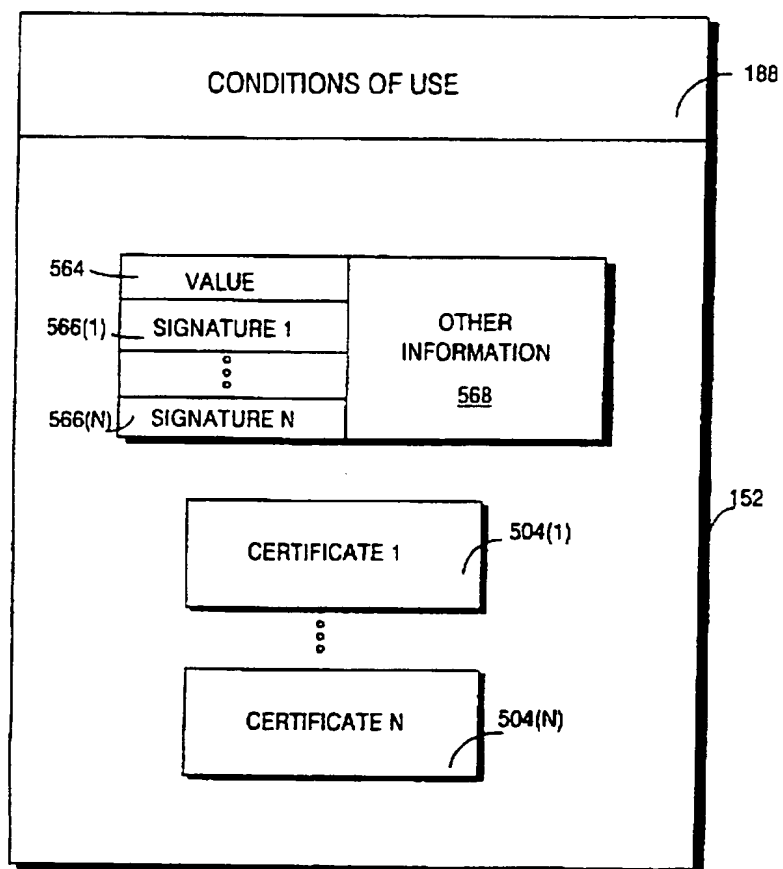 CONDITIONS OF USE
188
564
VALUE
566(1)
SIGNATURE 1
OTHER
INFORMATION
568
566(N)
SIGNATURE N
152
CERTIFICATE 1
504(1)
CERTIFICATE N
504(N)